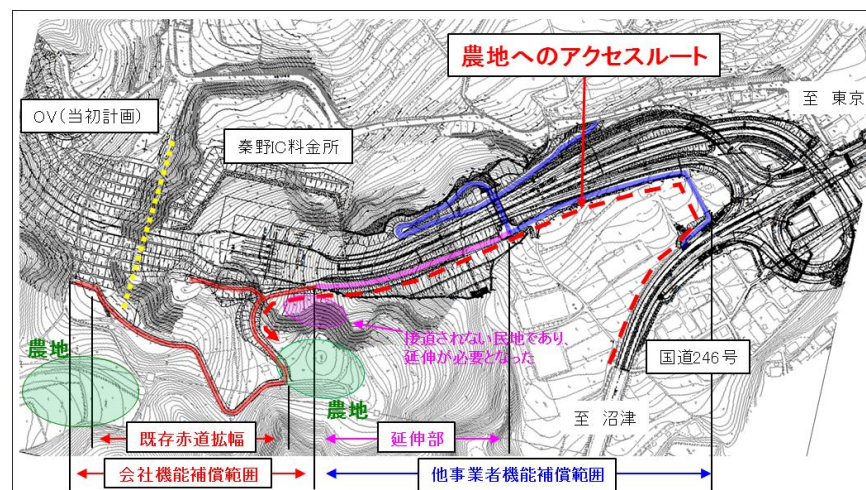 農地へのアクセスルート
至 東京
OV(当初計画)
秦野IC料金所
接道されない民地であり、
延伸が必要となった
農地
国道246号
農地
至 沼津
既存赤道拡幅
延伸部
会社機能補償範囲
他事業者機能補償範囲